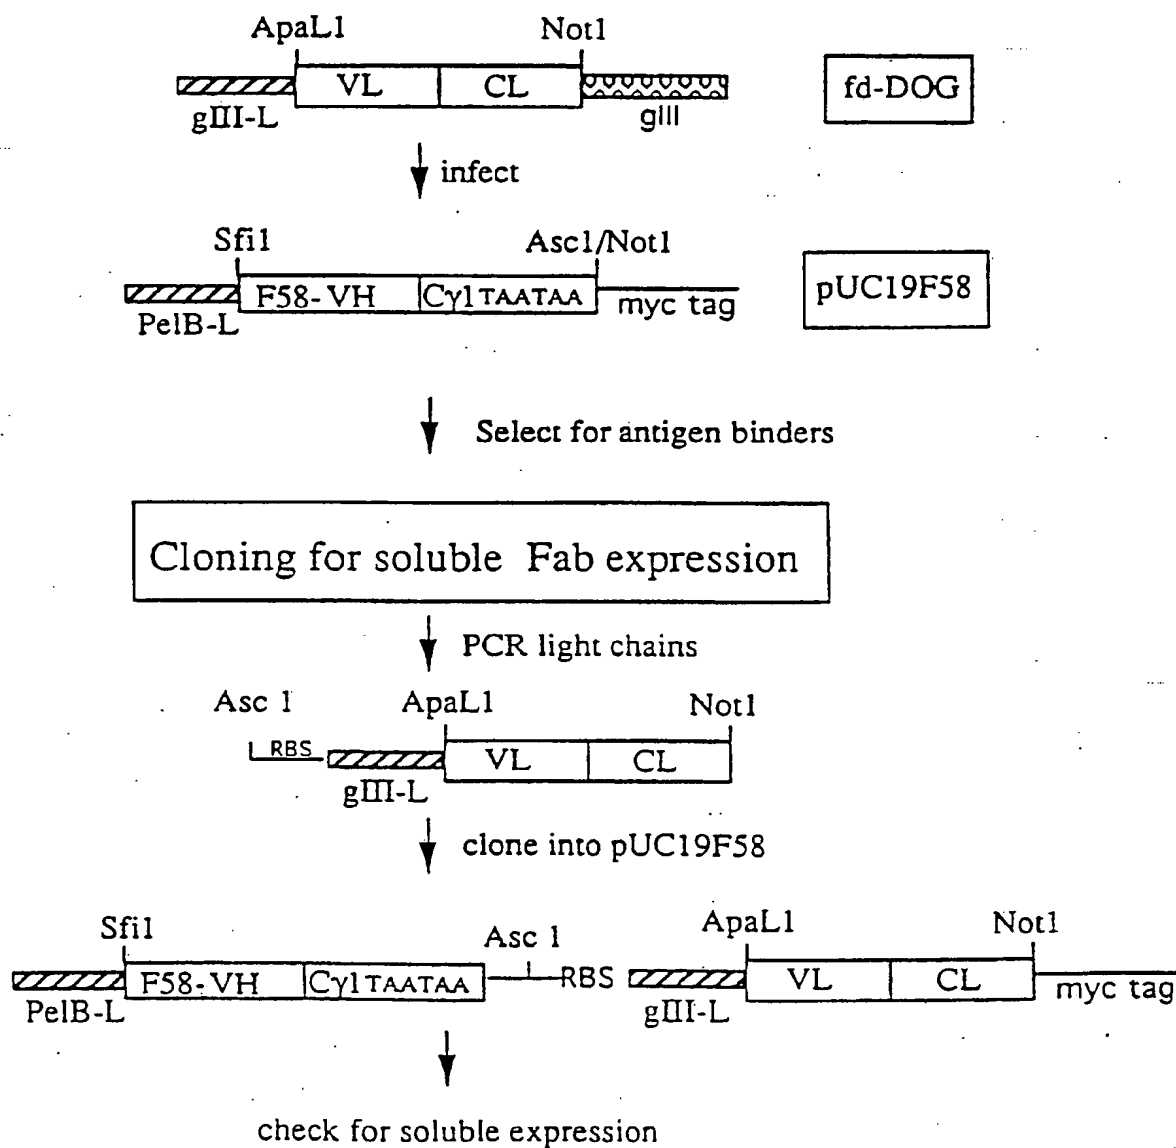 ApaL1 Not1
VL CL
fd-DOG
gIII-L gIII
infect
Sfi1 Asc1/Not1
F58-VH Cγ1 TAATAA
pUC19F58
PelB-L myc tag
Select for antigen binders
Cloning for soluble Fab expression
PCR light chains
Asc 1 ApaL1 Not1
RBS VL CL
gIII-L
clone into pUC19F58
Sfi1 Asc 1 ApaL1 Not1
F58-VH Cγ1 TAATAA RBS VL CL
PelB-L gIII-L myc tag
check for soluble expression